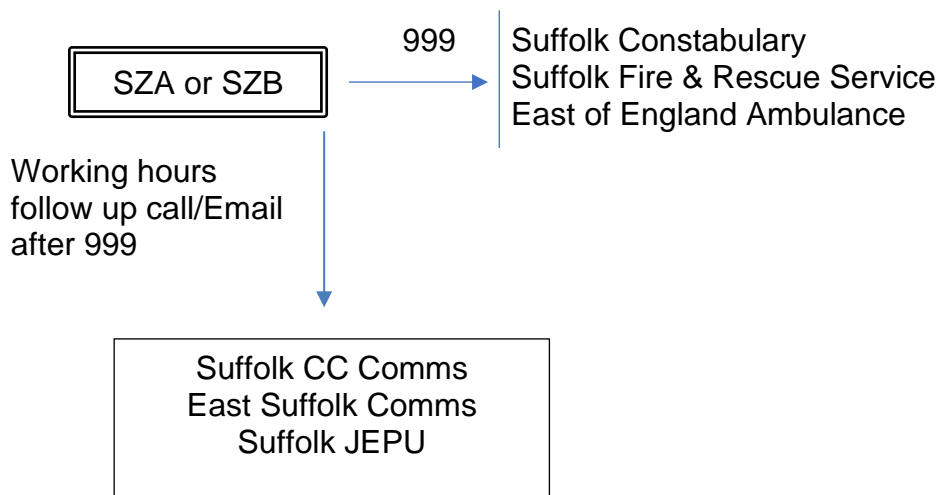 999
Suffolk Constabulary
Suffolk Fire & Rescue Service
East of England Ambulance
SZA or SZB
Working hours
follow up call/Email
after 999
Suffolk CC Comms
East Suffolk Comms
Suffolk JEPU